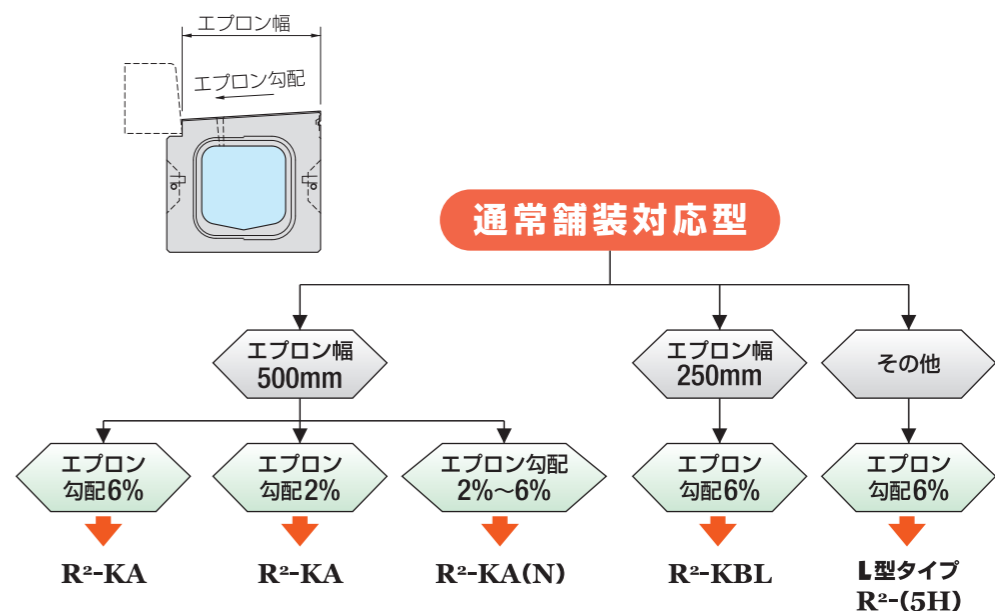 エプロン幅
エプロン勾配
通常舗装対応型
エプロン幅
500mm
エプロン幅
250mm
その他
エプロン
勾配6%
エプロン
勾配2%
エプロン勾配
2%～6%
エプロン
勾配6%
エプロン
勾配6%
R²-KA
R²-KA
R²-KA(N)
R²-KBL
L型タイプ
R²-(5H)